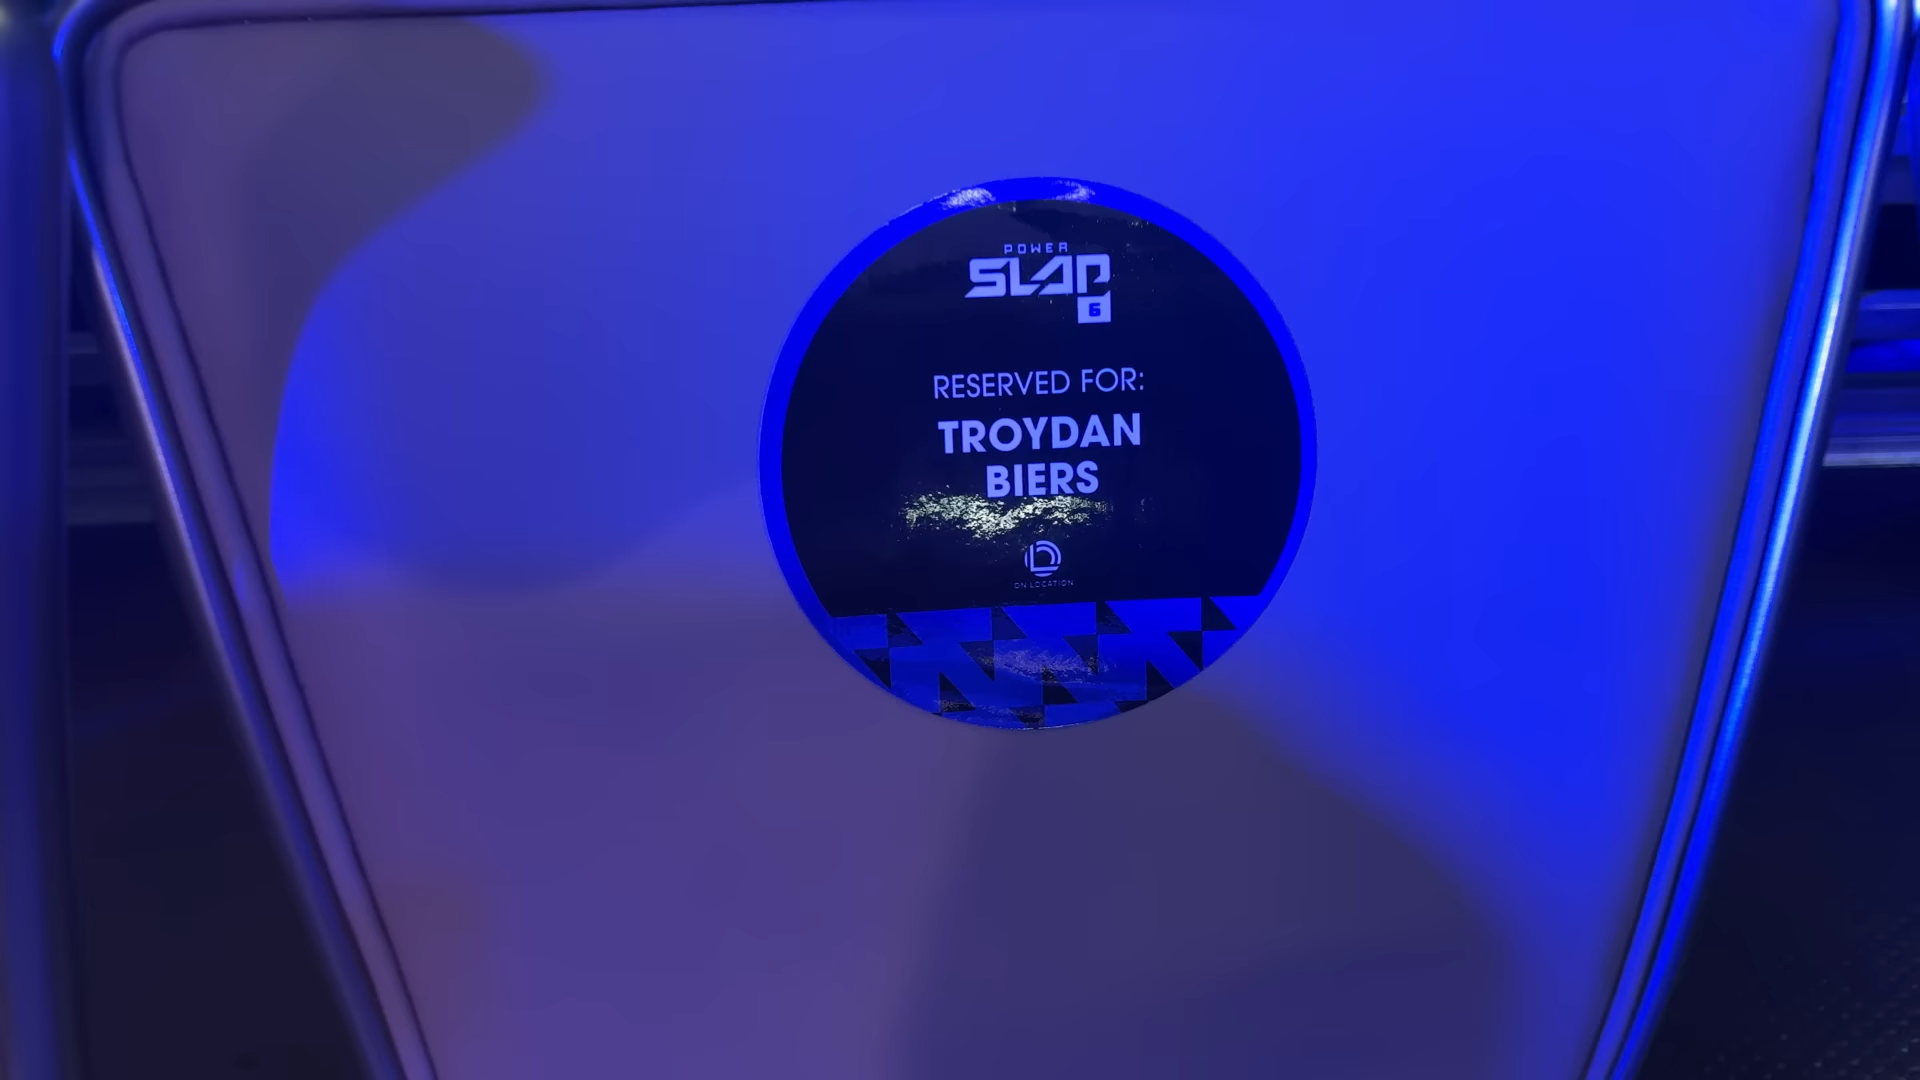 POWER
SLAP
6
RESERVED FOR:
TROYDAN
BIERS
ON LOCATION